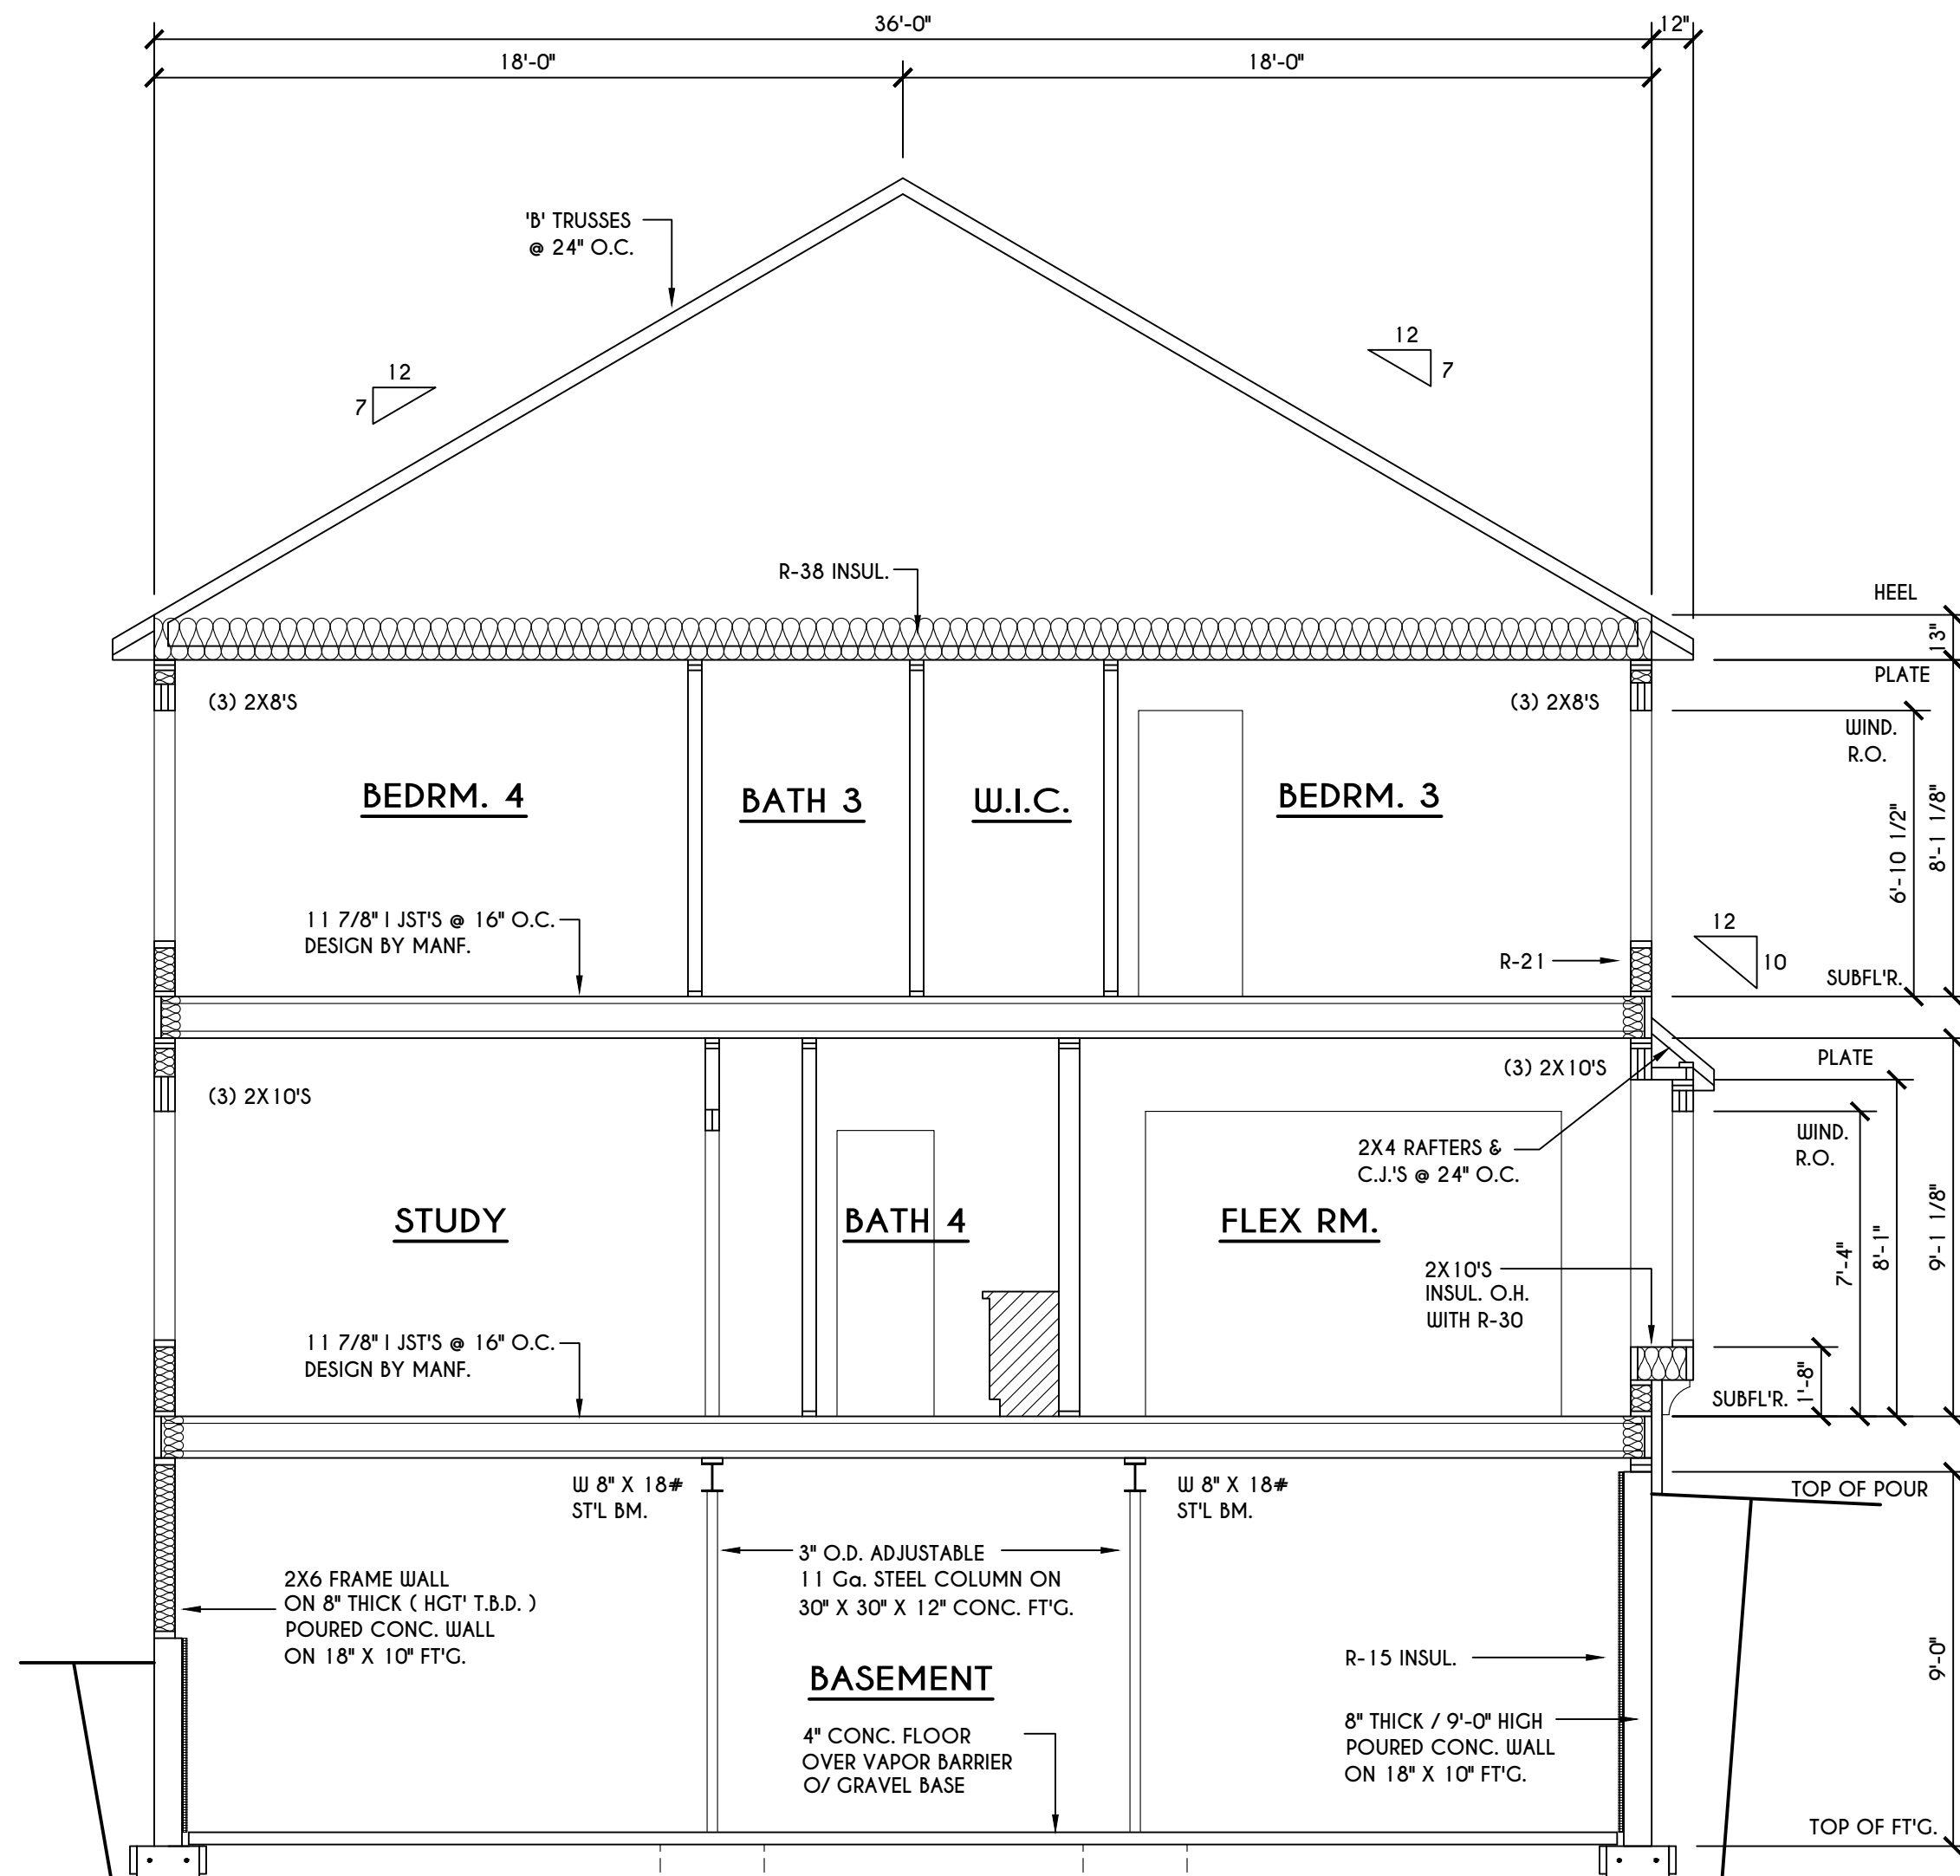 36'-0"
12"
18'-0"
18'-0"
'B' TRUSSES
@ 24" O.C.
12
7
12
7
R-38 INSUL.
HEEL
13"
PLATE
(3) 2X8'S
(3) 2X8'S
WIND.
R.O.
BEDRM. 4
BATH 3
W.I.C.
BEDRM. 3
6'-10 1/2"
8'-1 1/8"
11 7/8" I JST'S @ 16" O.C.
DESIGN BY MANF.
R-21
12
10
SUBFL'R.
(3) 2X10'S
(3) 2X10'S
PLATE
WIND.
R.O.
2X4 RAFTERS &
C.J.'S @ 24" O.C.
STUDY
BATH 4
FLEX RM.
7'-4"
8'-1"
9'-1 1/8"
2X10'S
INSUL. O.H.
WITH R-30
11 7/8" I JST'S @ 16" O.C.
DESIGN BY MANF.
1'-8"
SUBFL'R.
W 8" X 18#
ST'L BM.
W 8" X 18#
ST'L BM.
TOP OF POUR
3" O.D. ADJUSTABLE
11 Ga. STEEL COLUMN ON
30" X 30" X 12" CONC. FT'G.
2X6 FRAME WALL
ON 8" THICK ( HGT' T.B.D. )
POURED CONC. WALL
ON 18" X 10" FT'G.
R-15 INSUL.
9'-0"
BASEMENT
4" CONC. FLOOR
OVER VAPOR BARRIER
O/ GRAVEL BASE
8" THICK / 9'-0" HIGH
POURED CONC. WALL
ON 18" X 10" FT'G.
TOP OF FT'G.